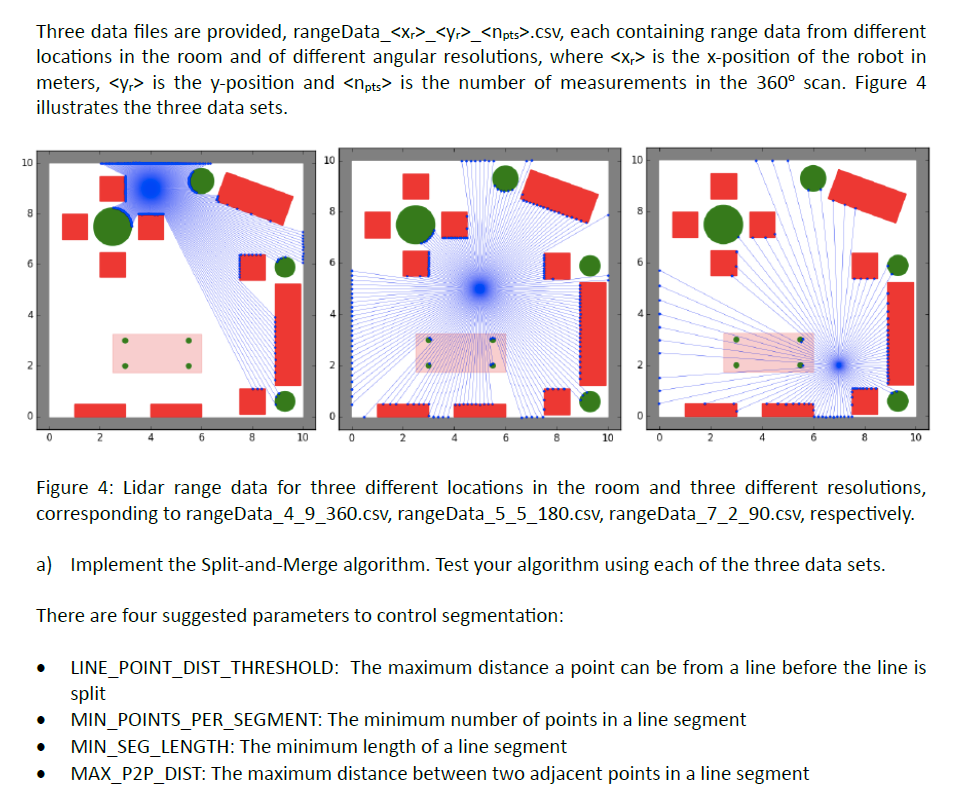 Three data files are provided, rangeData_<xᵣ>_<yᵣ>_<nₚₜₛ>.csv, each containing range data from different
locations in the room and of different angular resolutions, where <xᵣ> is the x-position of the robot in
meters, <yᵣ> is the y-position and <nₚₜₛ> is the number of measurements in the 360° scan. Figure 4
illustrates the three data sets.
10 8 6 4 2 0
0 2 4 6 8 10
10 8 6 4 2 0
0 2 4 6 8 10
10 8 6 4 2 0
0 2 4 6 8 10
Figure 4: Lidar range data for three different locations in the room and three different resolutions,
corresponding to rangeData_4_9_360.csv, rangeData_5_5_180.csv, rangeData_7_2_90.csv, respectively.
a) Implement the Split-and-Merge algorithm. Test your algorithm using each of the three data sets.
There are four suggested parameters to control segmentation:
• LINE_POINT_DIST_THRESHOLD: The maximum distance a point can be from a line before the line is
split
• MIN_POINTS_PER_SEGMENT: The minimum number of points in a line segment
• MIN_SEG_LENGTH: The minimum length of a line segment
• MAX_P2P_DIST: The maximum distance between two adjacent points in a line segment